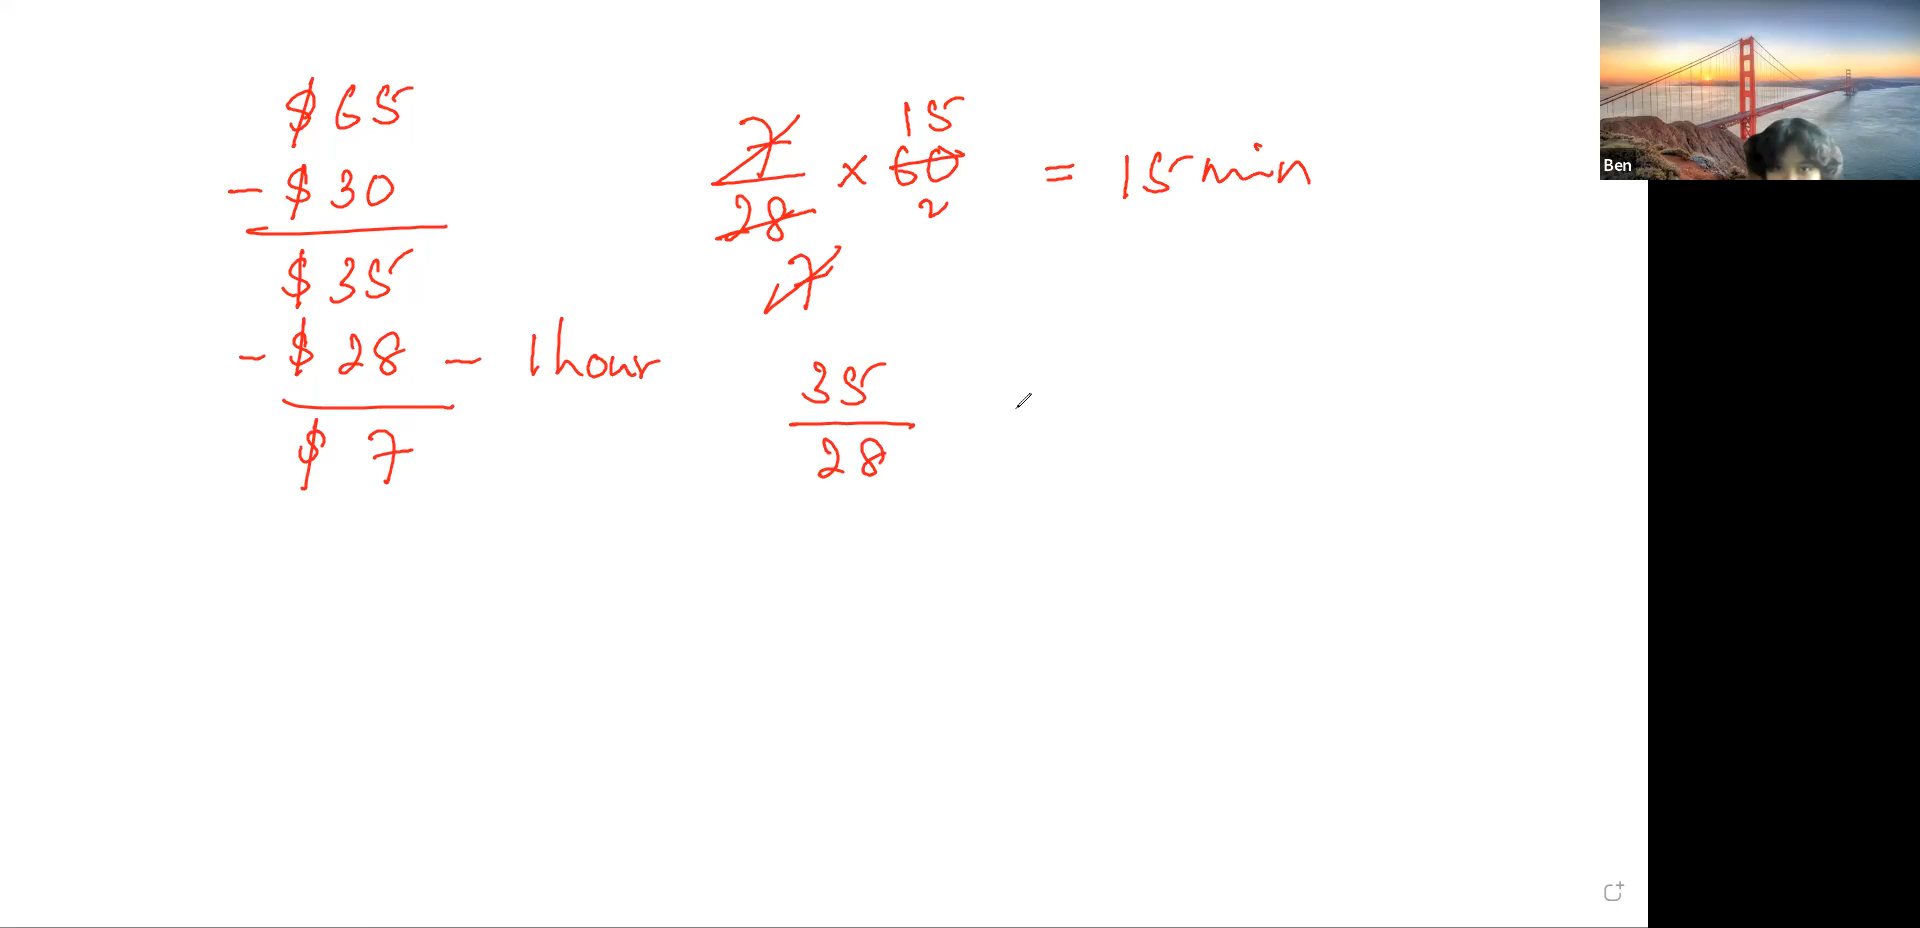 $65
- $30
$35
- $28 - 1 hour
$ 7
15
7/28 × 60 = 15 min
2
7
35/28
Ben